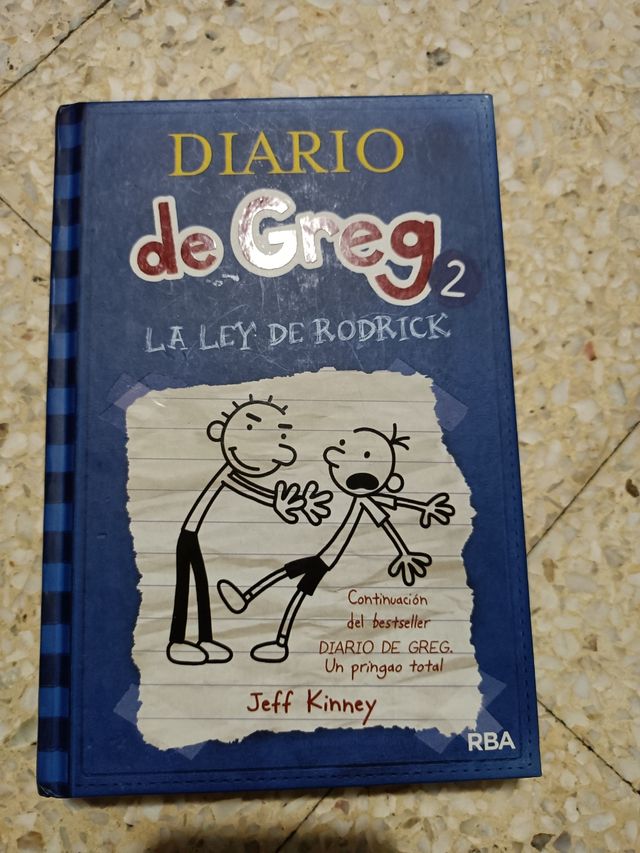 DIARIO
de Greg 2
LA LEY DE RODRICK
Continuación
del bestseller
DIARIO DE GREG.
Un pringao total
Jeff Kinney
RBA